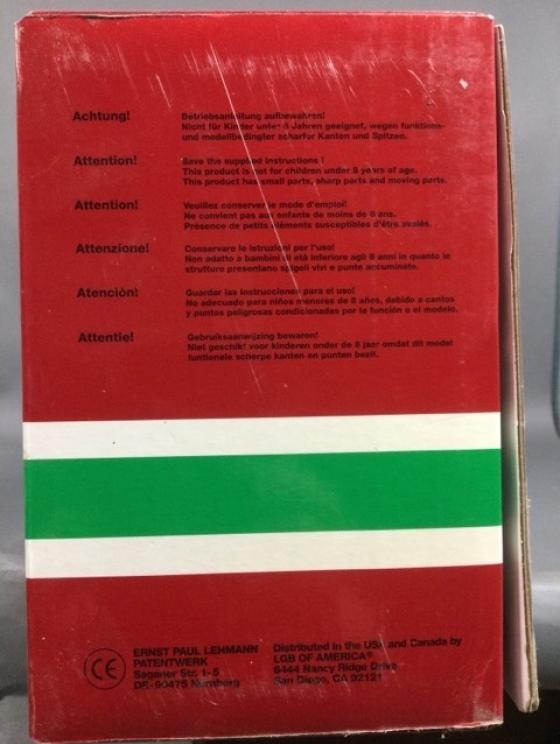 Achtung! Betriebsanleitung aufbewahren!
Nicht für Kinder unter 8 Jahren geeignet, wegen funktions-
und modellbedingter scharfer Kanten und Spitzen.
Attention! Save the supplied instructions !
This product is not for children under 8 years of age.
This product has small parts, sharp parts and moving parts.
Attention! Veuillez conserver le mode d'emploi!
Ne convient pas aux enfants de moins de 8 ans.
Présence de petits éléments susceptibles d'être avalés.
Attenzione! Conservare le istruzioni per l'uso!
Non adatto a bambini di età inferiore agli 8 anni in quanto le
strutture presentano spigoli vivi e punte accuminate.
Atención! Guardar las instrucciones para el uso!
No adecuado para niños menores de 8 años, debido a cantos
y puntas peligrosas condicionadas por la función o el modelo.
Attentie! Gebruiksaanwijzing bewaren!
Niet geschikt voor kinderen onder de 8 jaar omdat dit model
funtionele scherpe kanten en punten bezit.
CE
ERNST PAUL LEHMANN
PATENTWERK
Saganer Str. 1-5
DE-90475 Nürnberg
Distributed in the USA and Canada by
LGB OF AMERICA®
6444 Nancy Ridge Drive
San Diego, CA 92121